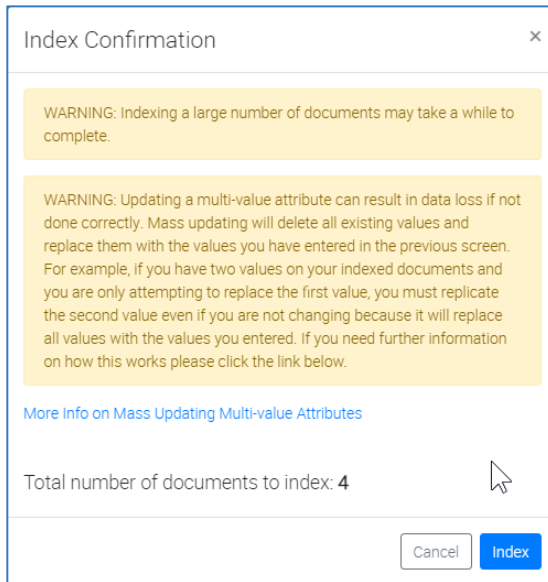 Index Confirmation ×
WARNING: Indexing a large number of documents may take a while to
complete.
WARNING: Updating a multi-value attribute can result in data loss if not
done correctly. Mass updating will delete all existing values and
replace them with the values you have entered in the previous screen.
For example, if you have two values on your indexed documents and
you are only attempting to replace the first value, you must replicate
the second value even if you are not changing because it will replace
all values with the values you entered. If you need further information
on how this works please click the link below.
More Info on Mass Updating Multi-value Attributes
Total number of documents to index: 4
Cancel Index